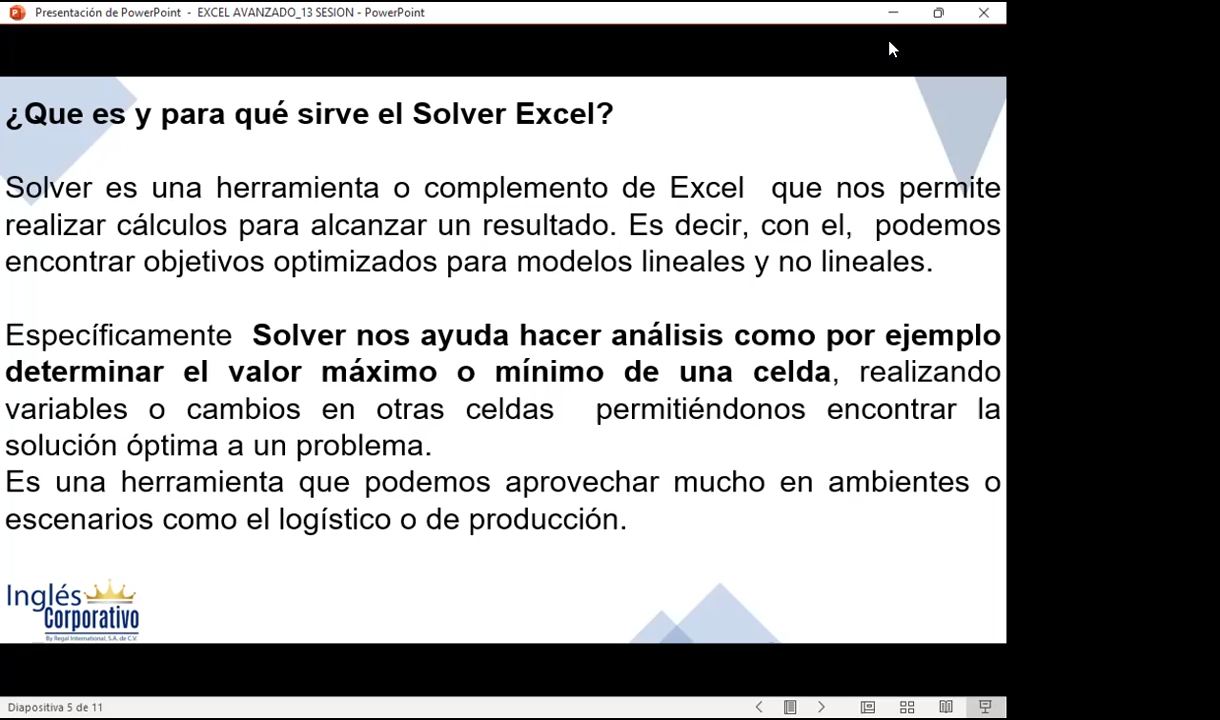 Presentación de PowerPoint - EXCEL AVANZADO_13 SESION - PowerPoint
¿Que es y para qué sirve el Solver Excel?
Solver es una herramienta o complemento de Excel que nos permite
realizar cálculos para alcanzar un resultado. Es decir, con el, podemos
encontrar objetivos optimizados para modelos lineales y no lineales.
Específicamente Solver nos ayuda hacer análisis como por ejemplo
determinar el valor máximo o mínimo de una celda, realizando
variables o cambios en otras celdas permitiéndonos encontrar la
solución óptima a un problema.
Es una herramienta que podemos aprovechar mucho en ambientes o
escenarios como el logístico o de producción.
Inglés
Corporativo
By Regal International, S.A. de C.V.
Diapositiva 5 de 11